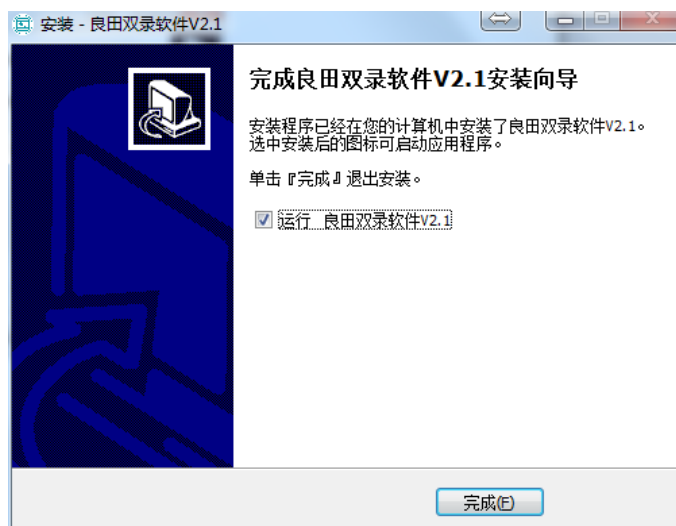 安装 - 良田双录软件V2.1
完成良田双录软件V2.1安装向导
安装程序已经在您的计算机中安装了良田双录软件V2.1。
选中安装后的图标可启动应用程序。
单击『完成』退出安装。
运行 良田双录软件V2.1
完成(F)